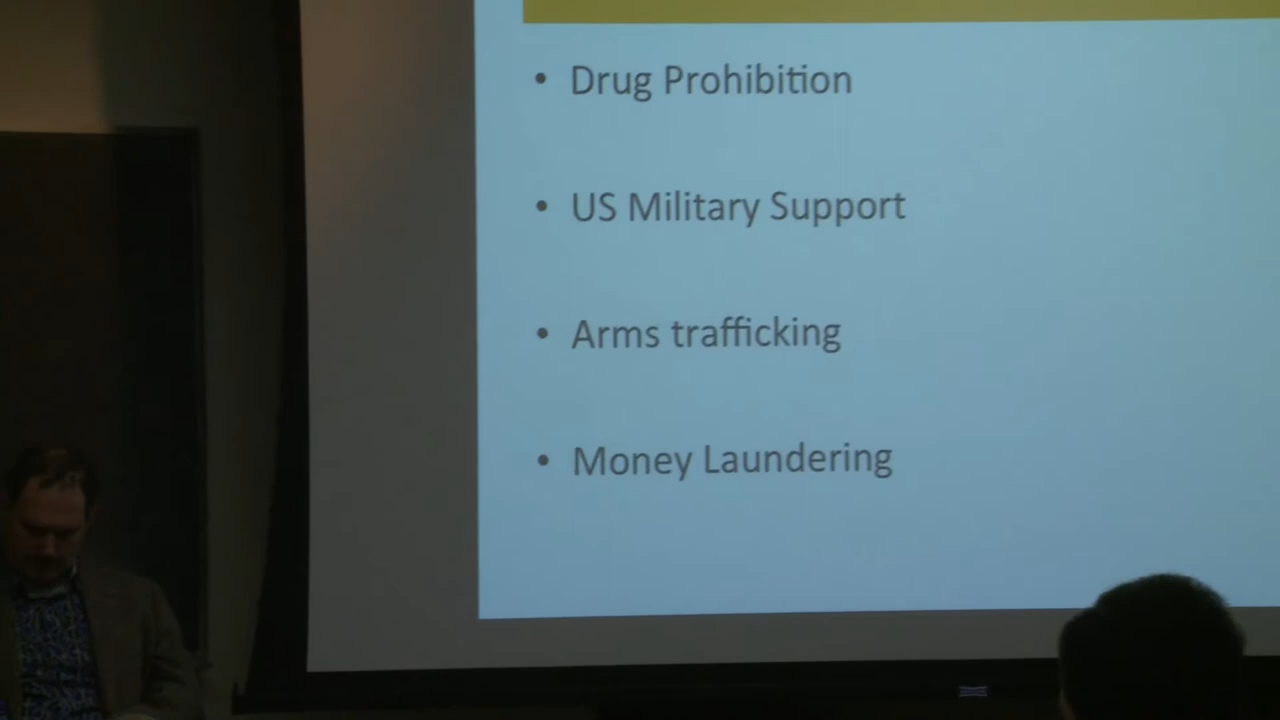 • Drug Prohibition
• US Military Support
• Arms trafficking
• Money Laundering